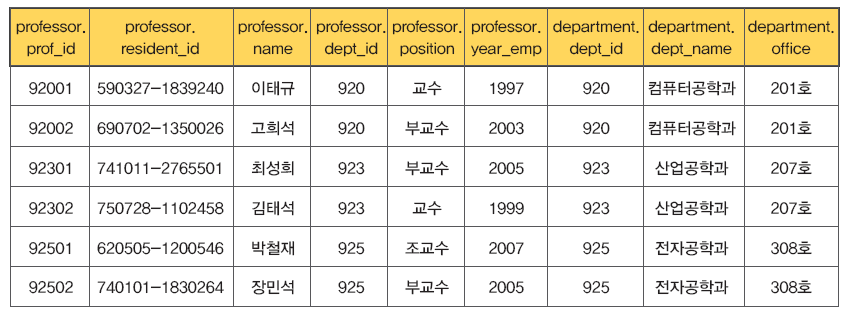 professor. professor. professor. professor. professor. professor. department. department. department.
prof_id resident_id name dept_id position year_emp dept_id dept_name office
92001 590327-1839240 이태규 920 교수 1997 920 컴퓨터공학과 201호
92002 690702-1350026 고희석 920 부교수 2003 920 컴퓨터공학과 201호
92301 741011-2765501 최성희 923 부교수 2005 923 산업공학과 207호
92302 750728-1102458 김태석 923 교수 1999 923 산업공학과 207호
92501 620505-1200546 박철재 925 조교수 2007 925 전자공학과 308호
92502 740101-1830264 장민석 925 부교수 2005 925 전자공학과 308호